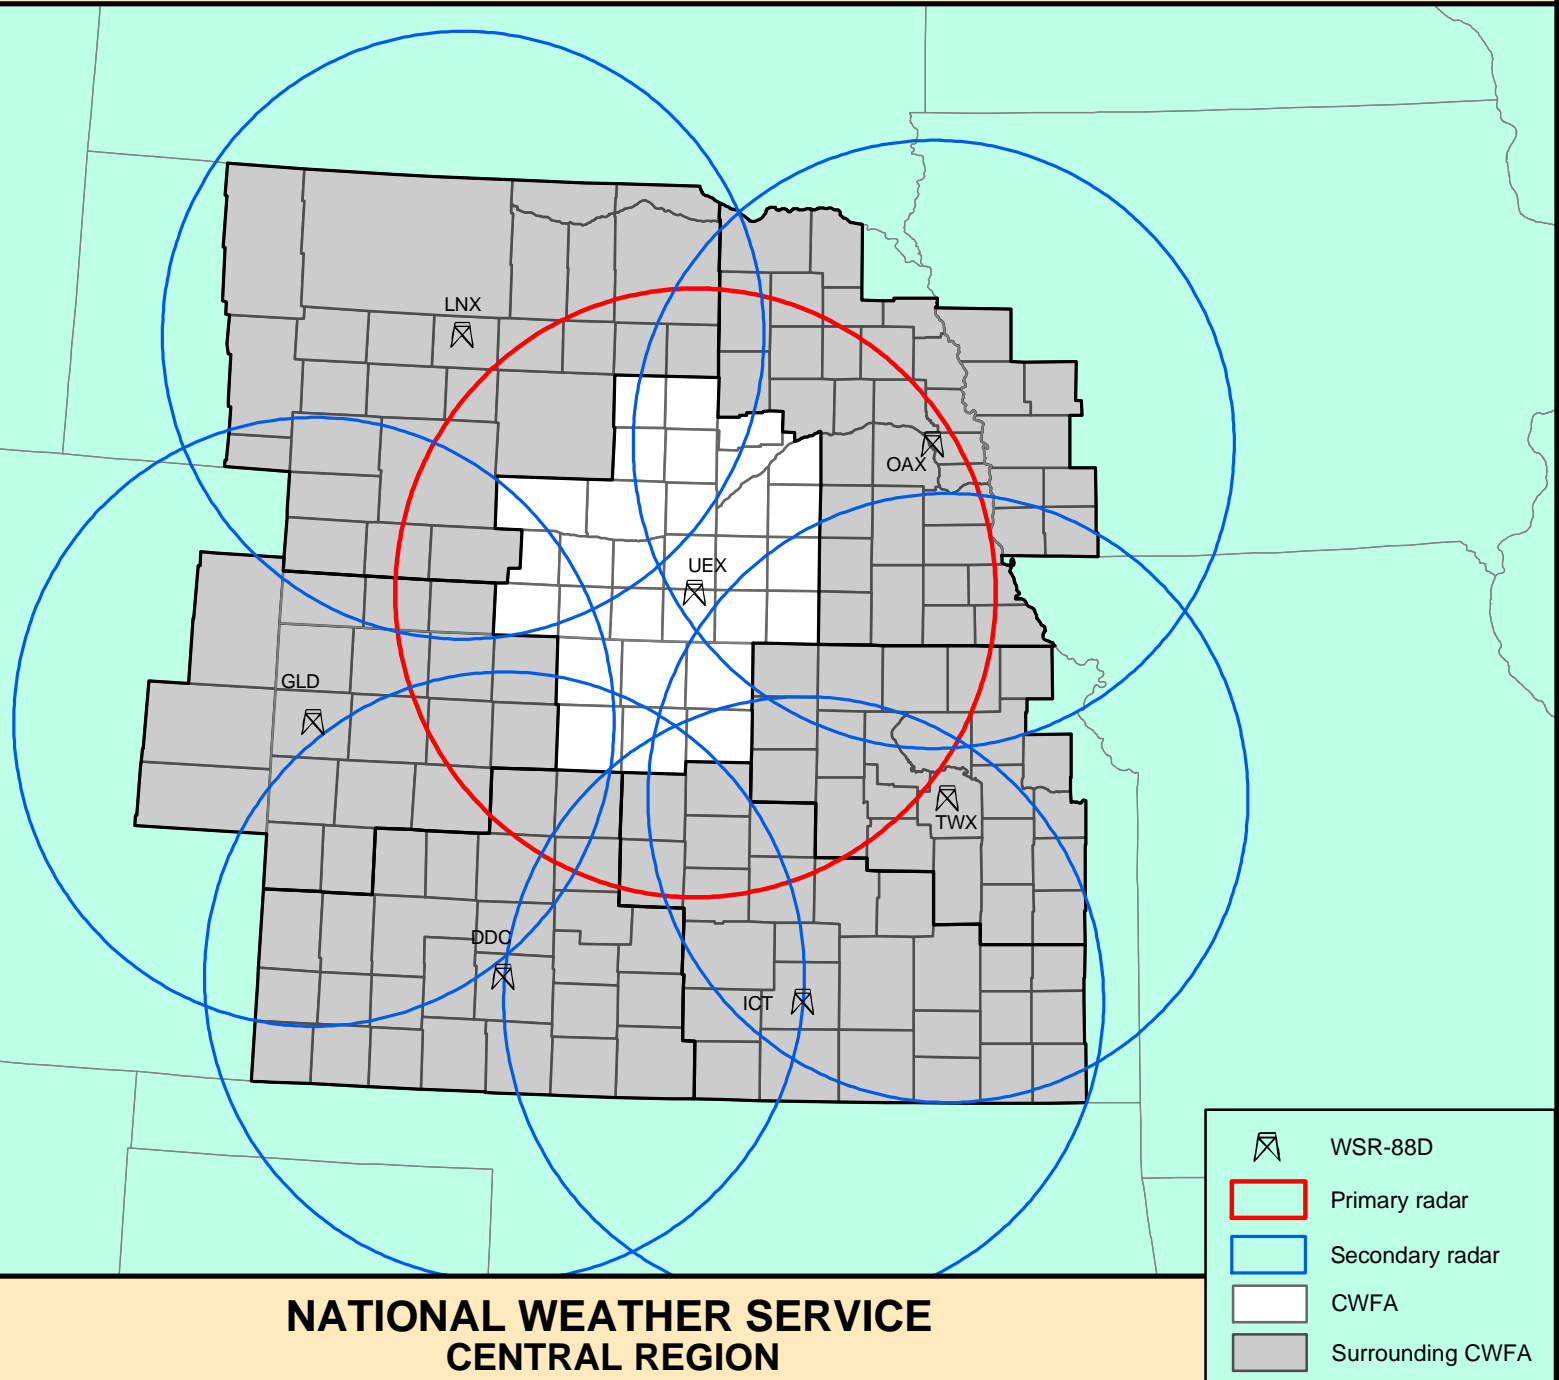 LNX
OAX
UEX
GLD
TWX
DDC
ICT
WSR-88D
Primary radar
Secondary radar
CWFA
Surrounding CWFA
NATIONAL WEATHER SERVICE
CENTRAL REGION